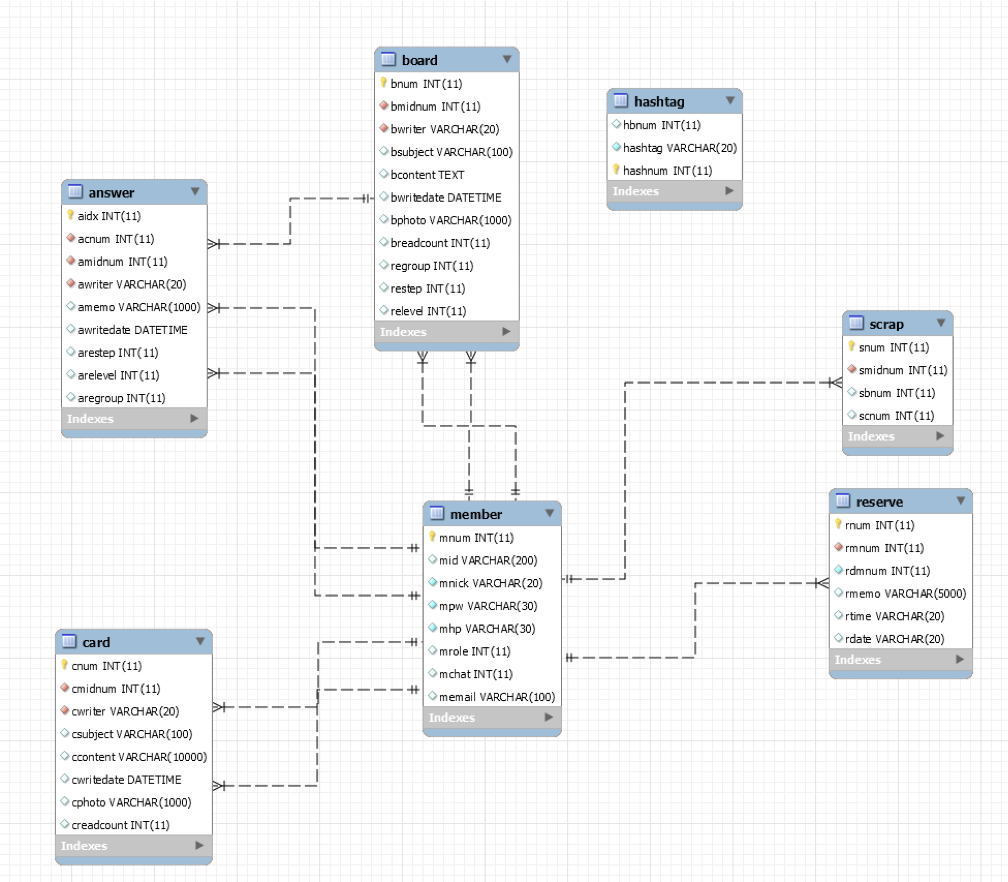 board
bnum INT(11)
bmidnum INT(11)
bwriter VARCHAR(20)
bsubject VARCHAR(100)
bcontent TEXT
bwritedate DATETIME
bphoto VARCHAR(1000)
breadcount INT(11)
regroup INT(11)
restep INT(11)
relevel INT(11)
Indexes
hashtag
hbnum INT(11)
hashtag VARCHAR(20)
hashnum INT(11)
Indexes
answer
aidx INT(11)
acnum INT(11)
amidnum INT(11)
awriter VARCHAR(20)
amemo VARCHAR(1000)
awritedate DATETIME
arestep INT(11)
arelevel INT(11)
aregroup INT(11)
Indexes
scrap
snum INT(11)
smidnum INT(11)
sbnum INT(11)
scnum INT(11)
Indexes
member
mnum INT(11)
mid VARCHAR(200)
mnick VARCHAR(20)
mpw VARCHAR(30)
mhp VARCHAR(30)
mrole INT(11)
mchat INT(11)
memail VARCHAR(100)
Indexes
reserve
rnum INT(11)
rmnum INT(11)
rdmnum INT(11)
rmemo VARCHAR(5000)
rtime VARCHAR(20)
rdate VARCHAR(20)
Indexes
card
cnum INT(11)
cmidnum INT(11)
cwriter VARCHAR(20)
csubject VARCHAR(100)
ccontent VARCHAR(10000)
cwritedate DATETIME
cphoto VARCHAR(1000)
creadcount INT(11)
Indexes